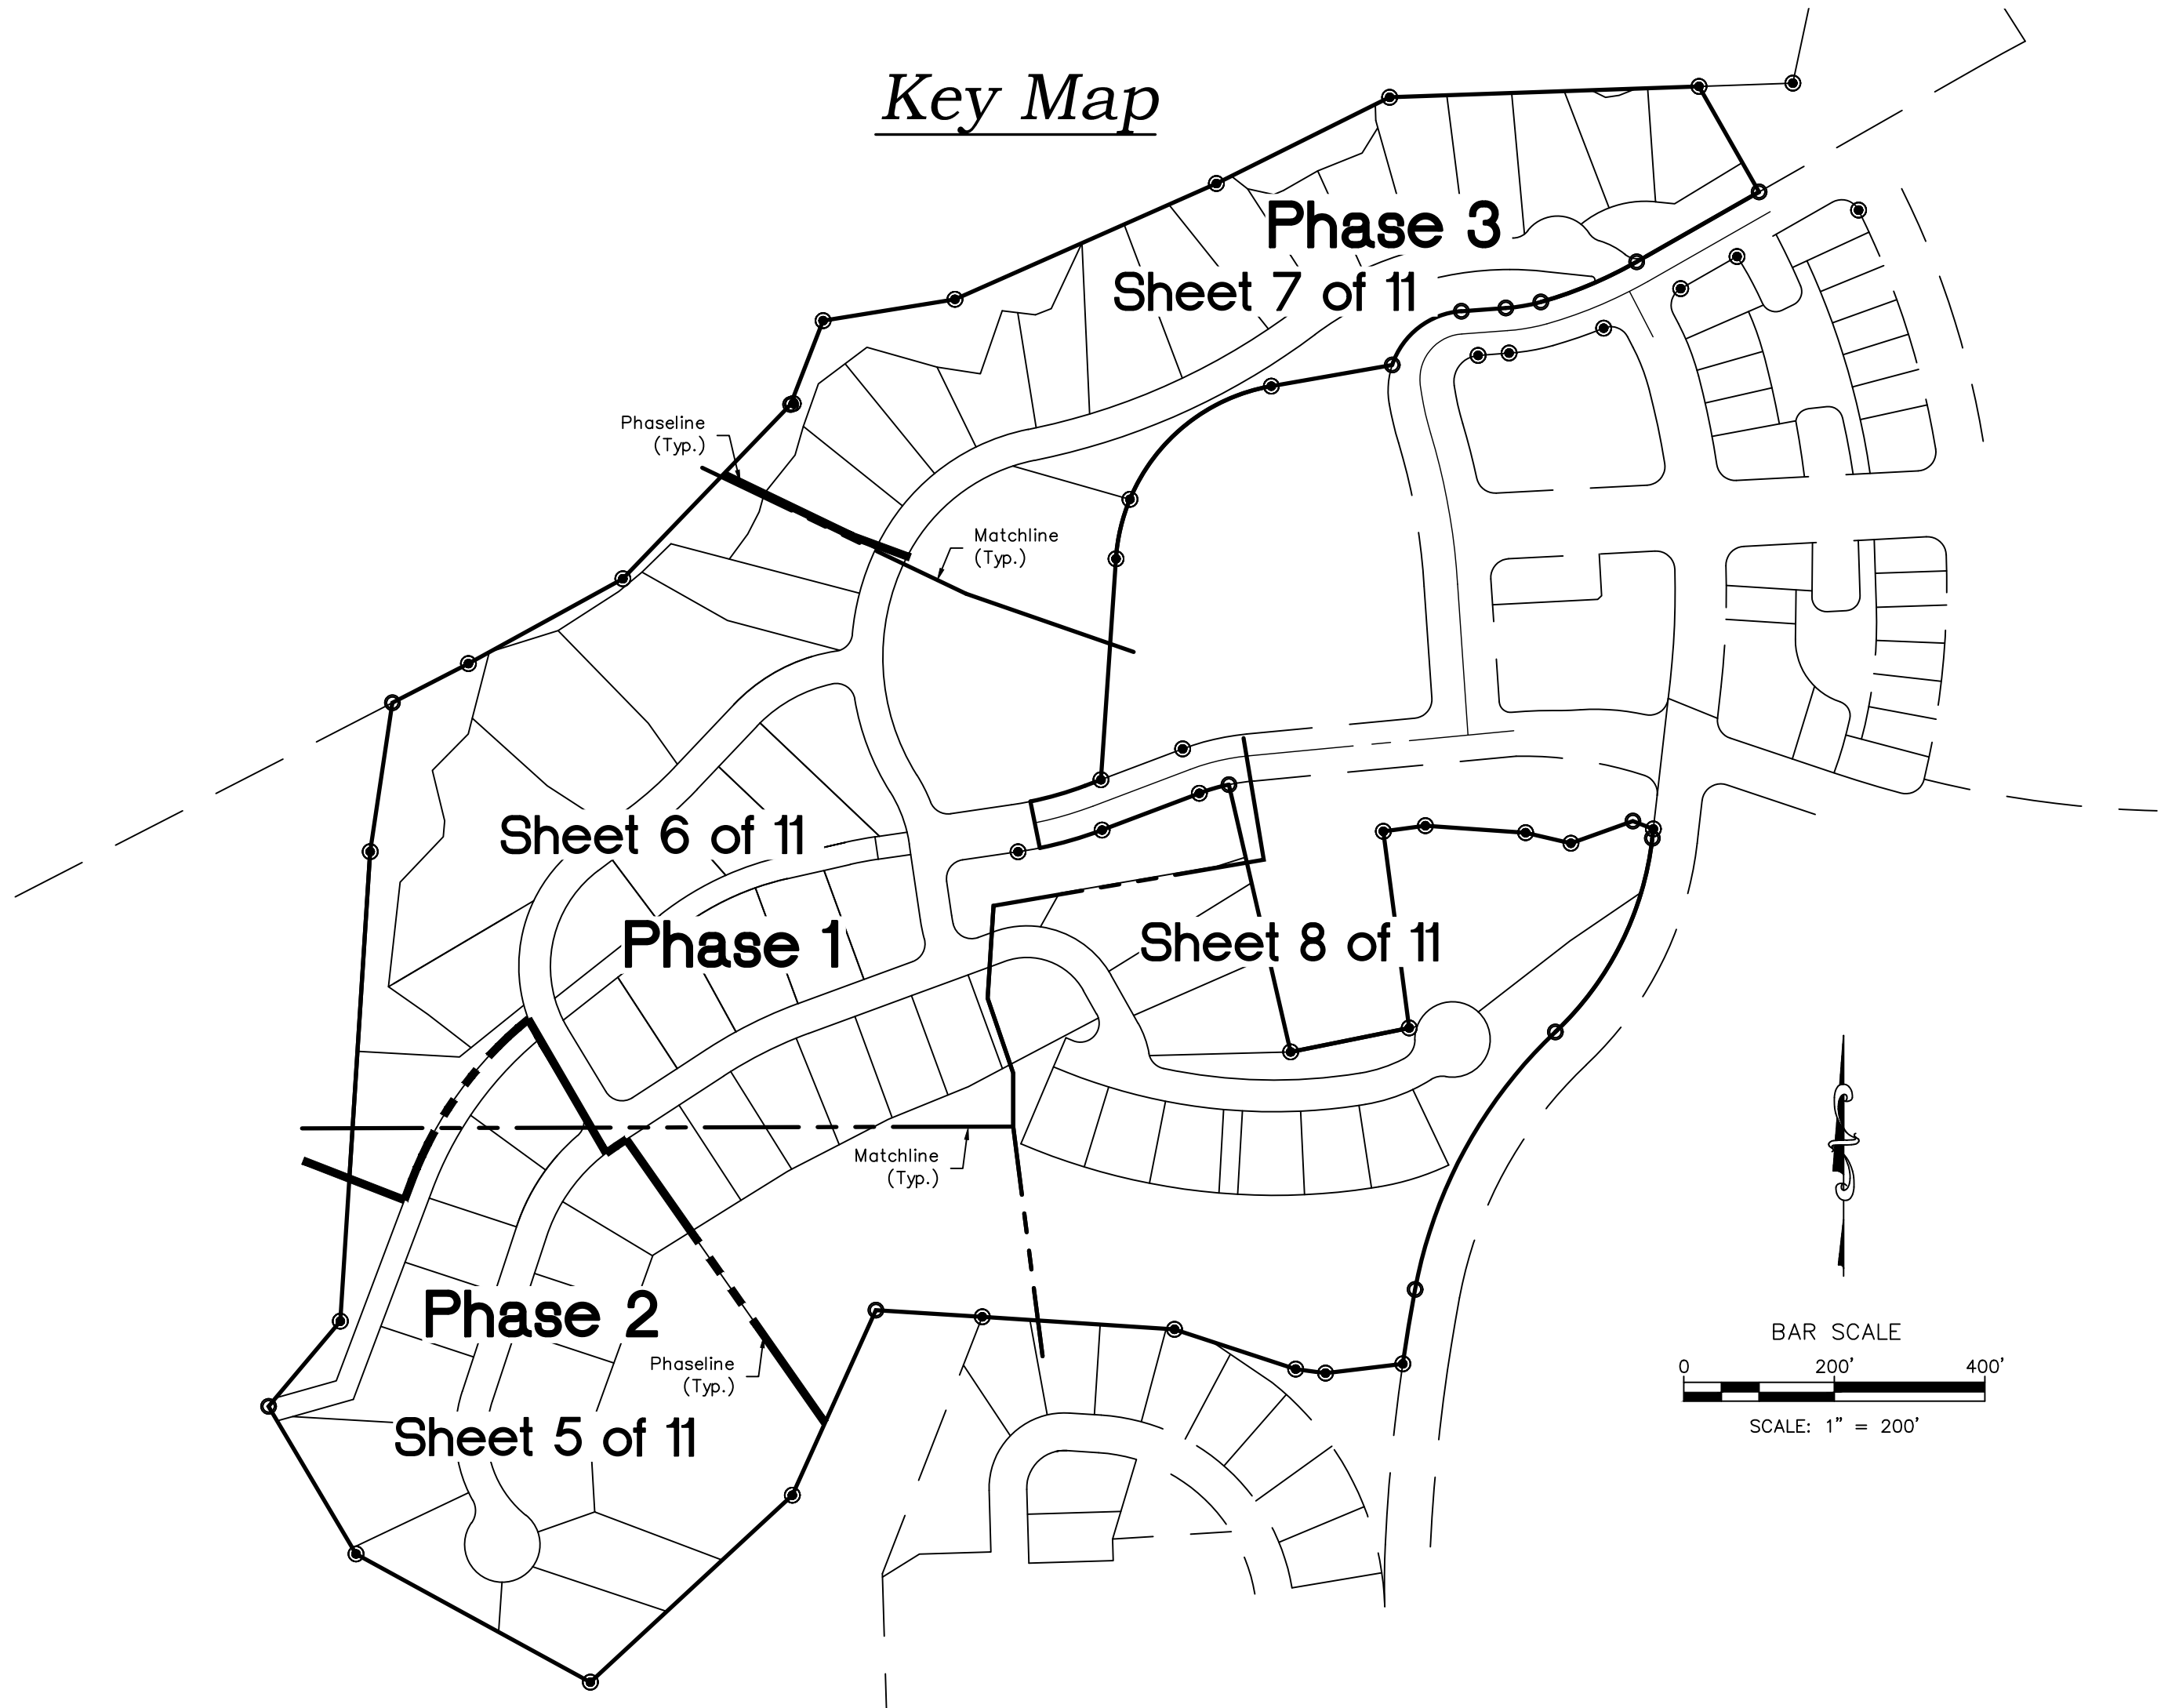 Key Map
Phase 3
Sheet 7 of 11
Phaseline
(Typ.)
Matchline
(Typ.)
Sheet 6 of 11
Phase 1
Sheet 8 of 11
Matchline
(Typ.)
Phase 2
Phaseline
(Typ.)
Sheet 5 of 11
BAR SCALE
0 200' 400'
SCALE: 1" = 200'